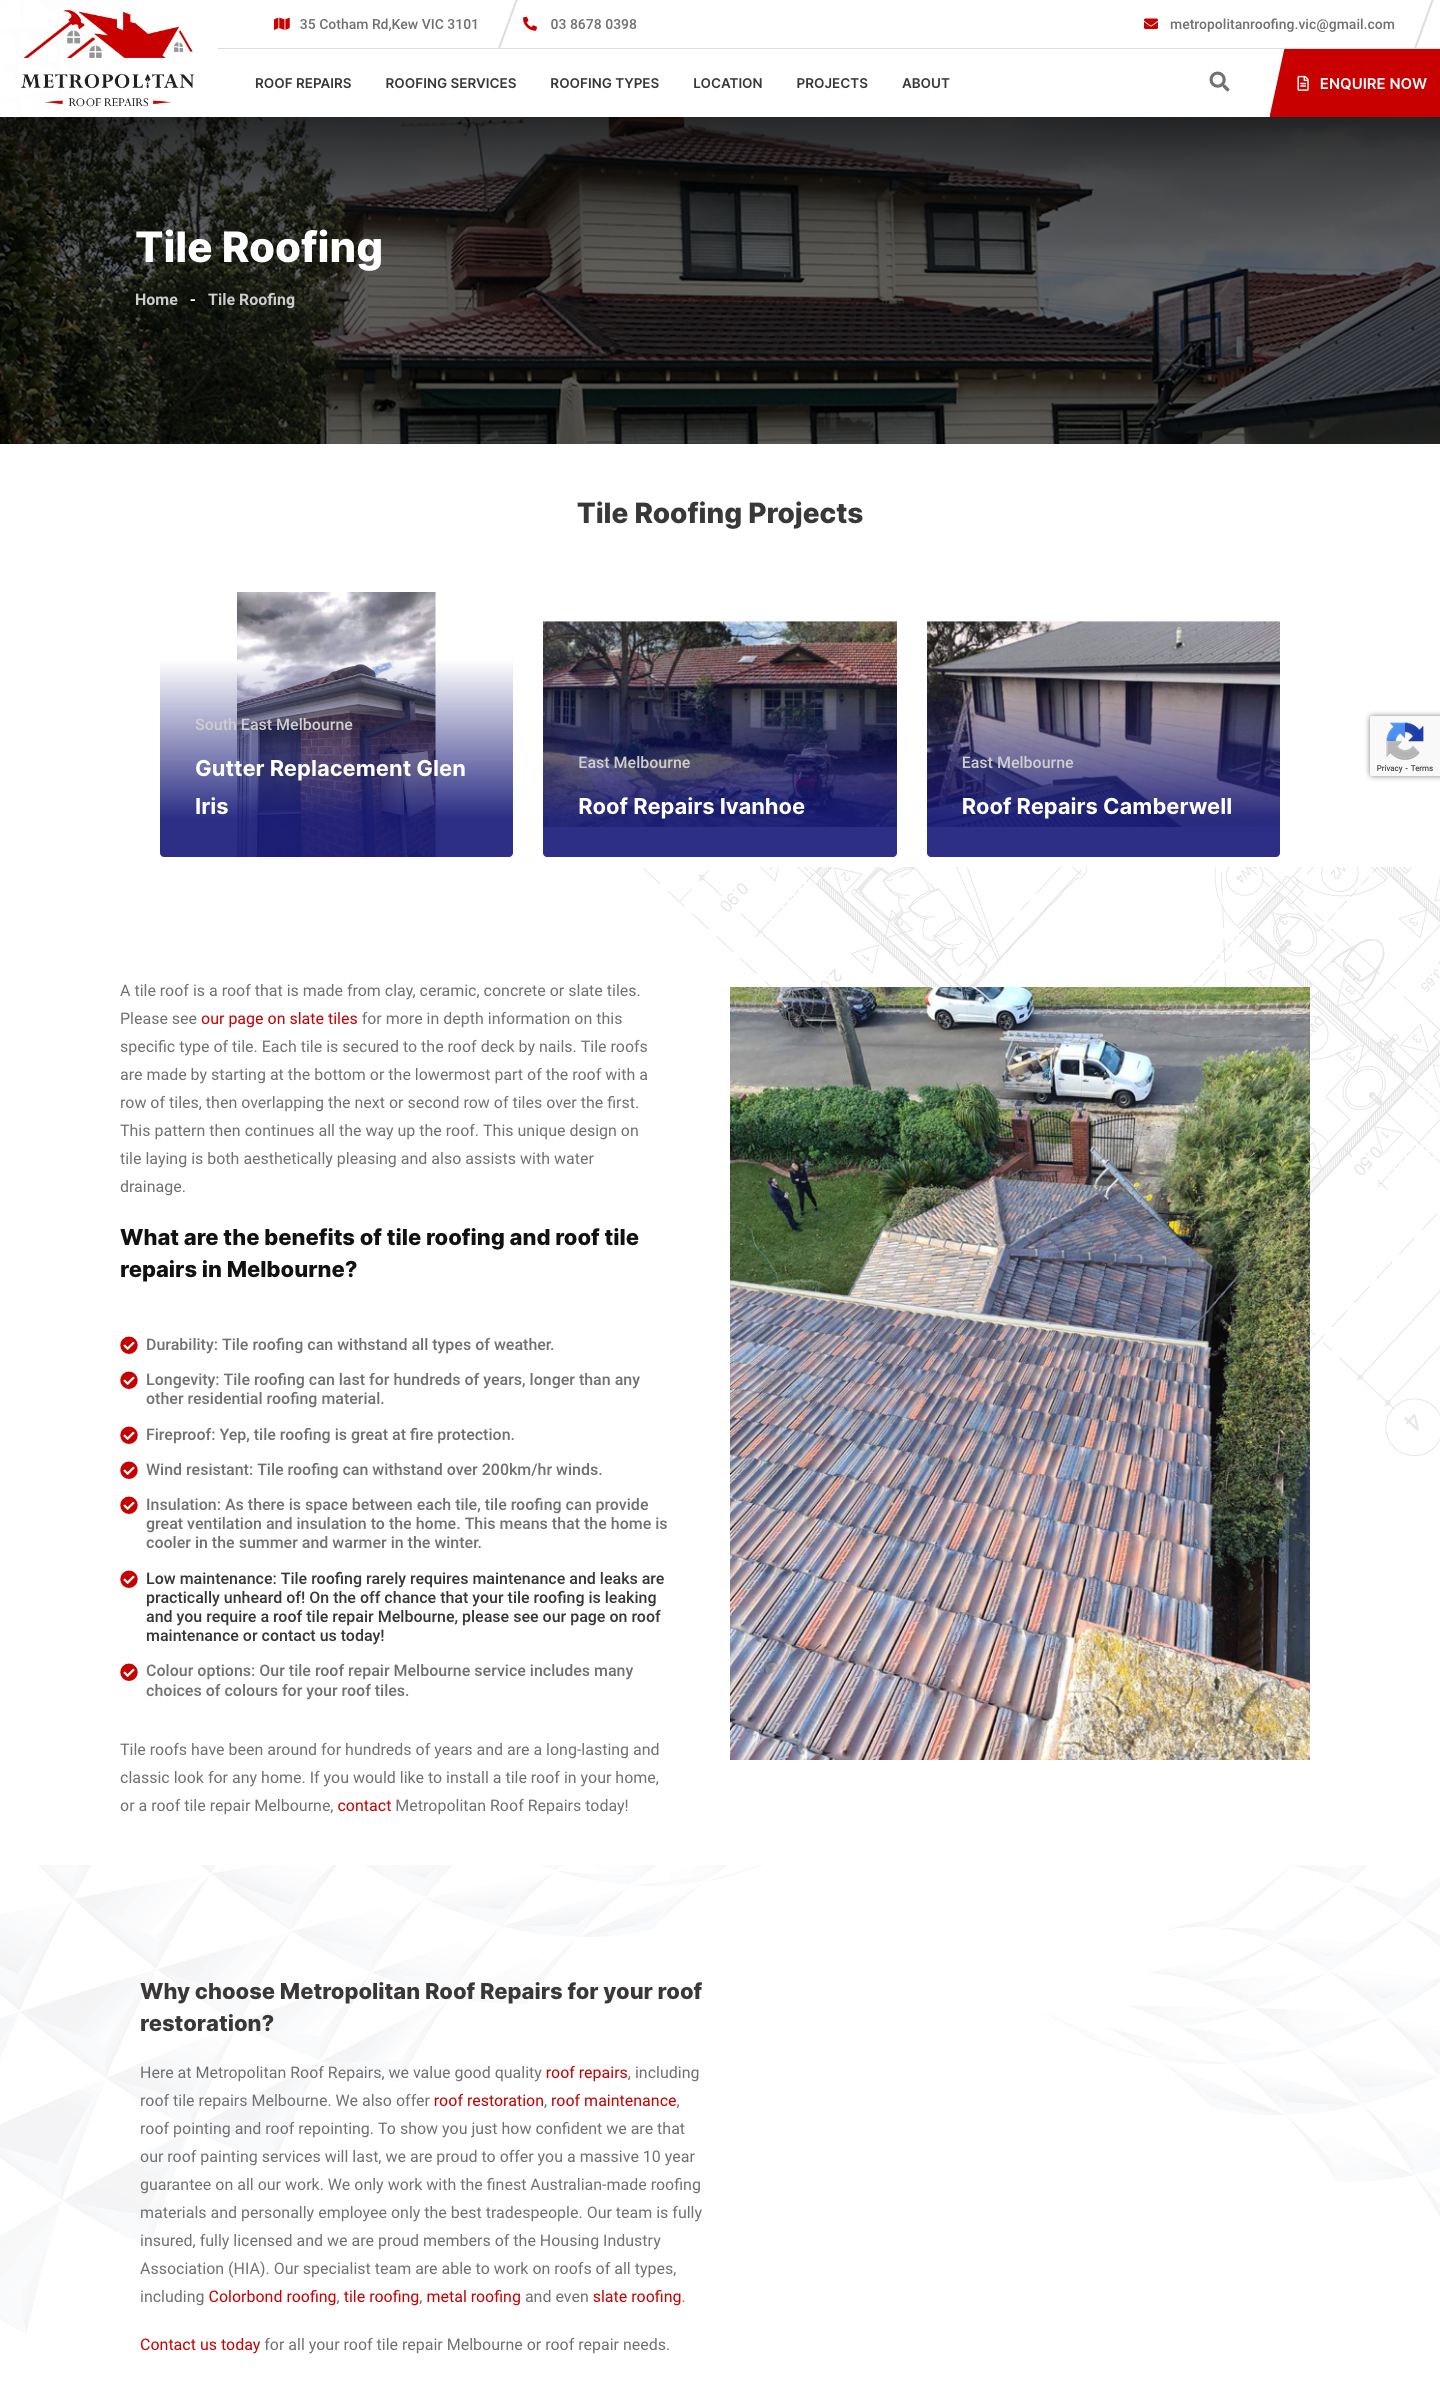 METROPOLITAN
ROOF REPAIRS
35 Cotham Rd,Kew VIC 3101
03 8678 0398
metropolitanroofing.vic@gmail.com
ROOF REPAIRS ROOFING SERVICES ROOFING TYPES LOCATION PROJECTS ABOUT
ENQUIRE NOW
Tile Roofing
Home - Tile Roofing
Tile Roofing Projects
South East Melbourne
Gutter Replacement Glen
Iris
East Melbourne
Roof Repairs Ivanhoe
East Melbourne
Roof Repairs Camberwell
Privacy - Terms
0.90
0.50
A tile roof is a roof that is made from clay, ceramic, concrete or slate tiles.
Please see our page on slate tiles for more in depth information on this
specific type of tile. Each tile is secured to the roof deck by nails. Tile roofs
are made by starting at the bottom or the lowermost part of the roof with a
row of tiles, then overlapping the next or second row of tiles over the first.
This pattern then continues all the way up the roof. This unique design on
tile laying is both aesthetically pleasing and also assists with water
drainage.
What are the benefits of tile roofing and roof tile
repairs in Melbourne?
Durability: Tile roofing can withstand all types of weather.
Longevity: Tile roofing can last for hundreds of years, longer than any
other residential roofing material.
Fireproof: Yep, tile roofing is great at fire protection.
Wind resistant: Tile roofing can withstand over 200km/hr winds.
Insulation: As there is space between each tile, tile roofing can provide
great ventilation and insulation to the home. This means that the home is
cooler in the summer and warmer in the winter.
Low maintenance: Tile roofing rarely requires maintenance and leaks are
practically unheard of! On the off chance that your tile roofing is leaking
and you require a roof tile repair Melbourne, please see our page on roof
maintenance or contact us today!
Colour options: Our tile roof repair Melbourne service includes many
choices of colours for your roof tiles.
Tile roofs have been around for hundreds of years and are a long-lasting and
classic look for any home. If you would like to install a tile roof in your home,
or a roof tile repair Melbourne, contact Metropolitan Roof Repairs today!
Why choose Metropolitan Roof Repairs for your roof
restoration?
Here at Metropolitan Roof Repairs, we value good quality roof repairs, including
roof tile repairs Melbourne. We also offer roof restoration, roof maintenance,
roof pointing and roof repointing. To show you just how confident we are that
our roof painting services will last, we are proud to offer you a massive 10 year
guarantee on all our work. We only work with the finest Australian-made roofing
materials and personally employee only the best tradespeople. Our team is fully
insured, fully licensed and we are proud members of the Housing Industry
Association (HIA). Our specialist team are able to work on roofs of all types,
including Colorbond roofing, tile roofing, metal roofing and even slate roofing.
Contact us today for all your roof tile repair Melbourne or roof repair needs.